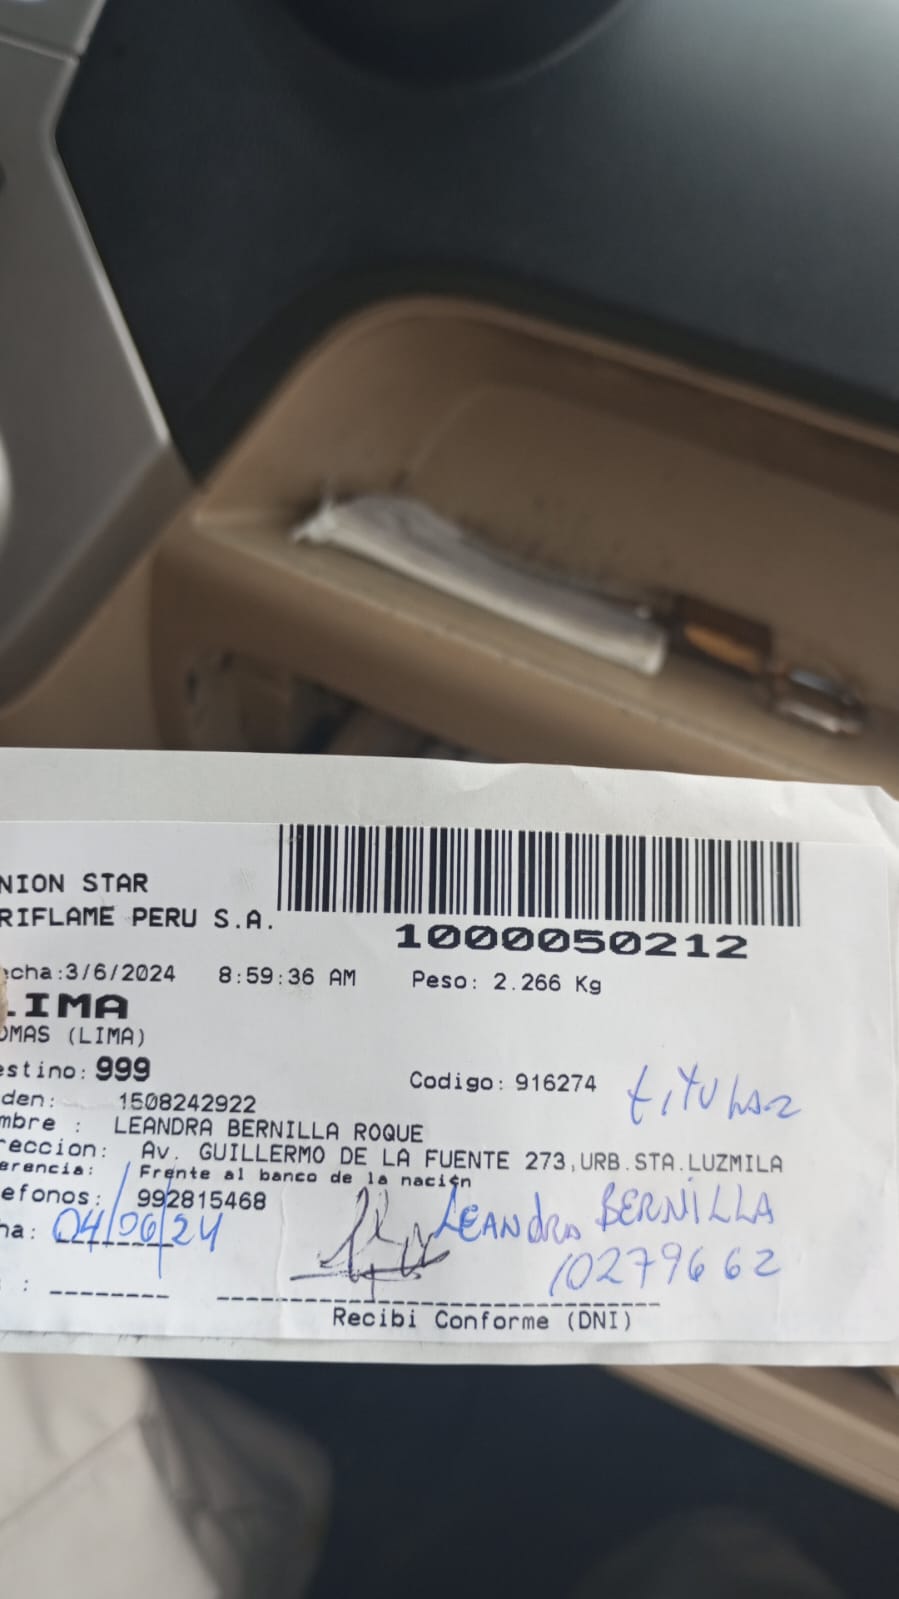 NION STAR
RIFLAME PERU S.A.
1000050212
echa:3/6/2024 8:59:36 AM Peso: 2.266 Kg
LIMA
OMAS (LIMA)
estino: 999
Codigo: 916274 titular
den: 1508242922
mbre : LEANDRA BERNILLA ROQUE
reccion: Av. GUILLERMO DE LA FUENTE 273,URB.STA.LUZMILA
erencia: Frente al banco de la nación
efonos: 992815468
ha: 04/06/24 LEANdra BERNILLA
10279662
Recibi Conforme (DNI)